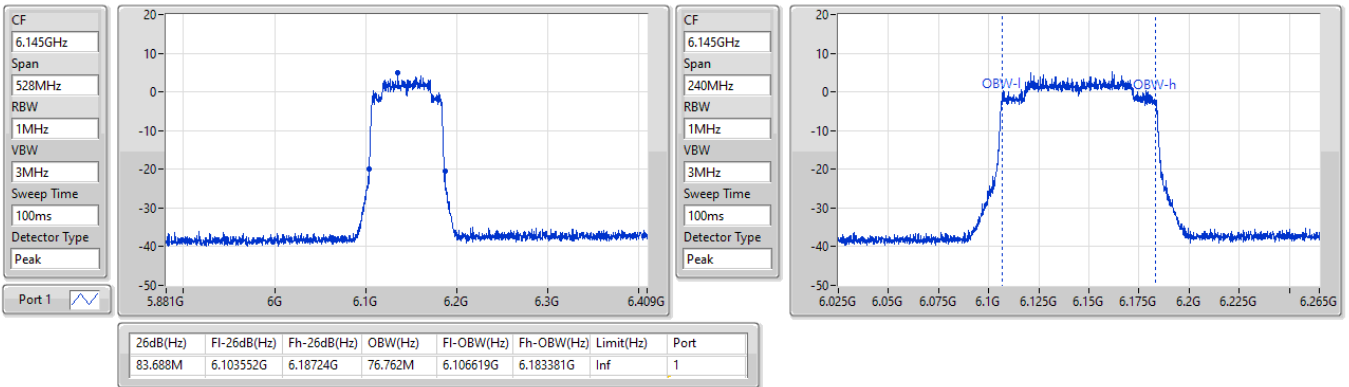 CF
6.145GHz
Span
528MHz
RBW
1MHz
VBW
3MHz
Sweep Time
100ms
Detector Type
Peak
Port 1
20
10
0
-10
-20
-30
-40
-50
5.881G 6G 6.1G 6.2G 6.3G 6.409G
CF
6.145GHz
Span
240MHz
RBW
1MHz
VBW
3MHz
Sweep Time
100ms
Detector Type
Peak
20
10
0
-10
-20
-30
-40
-50
OBW-l OBW-h
6.025G 6.05G 6.075G 6.1G 6.125G 6.15G 6.175G 6.2G 6.225G 6.265G
26dB(Hz) Fl-26dB(Hz) Fh-26dB(Hz) OBW(Hz) Fl-OBW(Hz) Fh-OBW(Hz) Limit(Hz) Port
83.688M 6.103552G 6.18724G 76.762M 6.106619G 6.183381G Inf 1